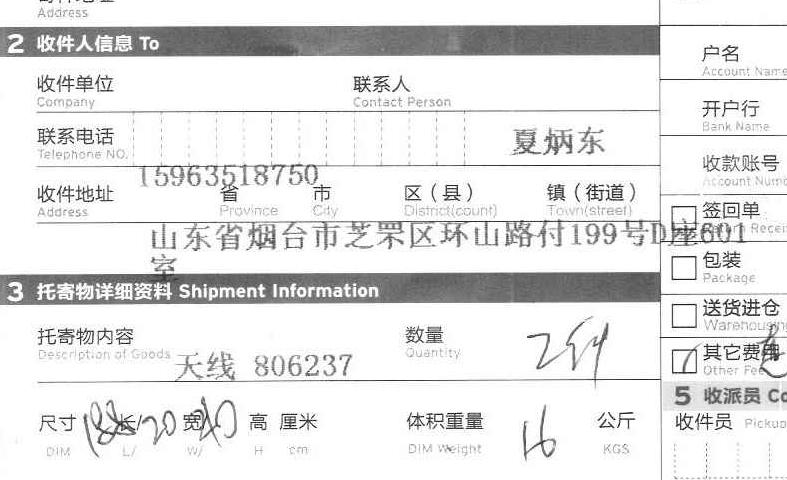 Address
2 收件人信息 To
户名
Account Name
收件单位 联系人
Company Contact Person
开户行
Bank Name
联系电话 夏炳东
Telephone NO.
收款账号
15963518750
收件地址 省 市 区（县） 镇（街道）
Address Province City District(count) Town(street)
签回单
山东省烟台市芝罘区环山路付199号D座601
室
包装
Package
3 托寄物详细资料 Shipment Information
送货进仓
托寄物内容 数量
Description of Goods Quantity
天线 806237 2件
其它费用
Other Fee
5 收派员
尺寸 长/20 宽/40 高 厘米 体积重量 16 公斤
DIM L/ W/ H cm DIM Weight KGS
收件员 Pickup